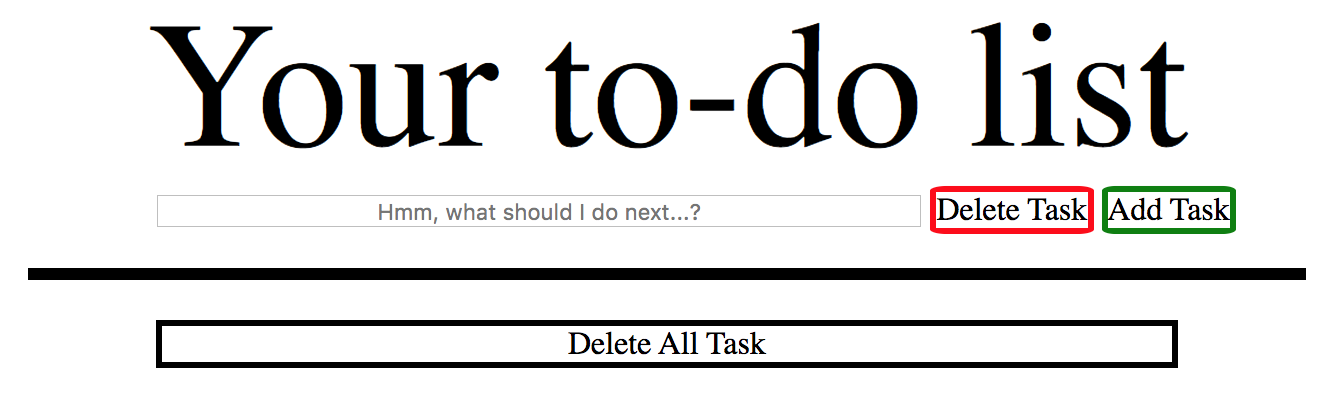 Your to-do list
Hmm, what should I do next...? Delete Task Add Task
Delete All Task